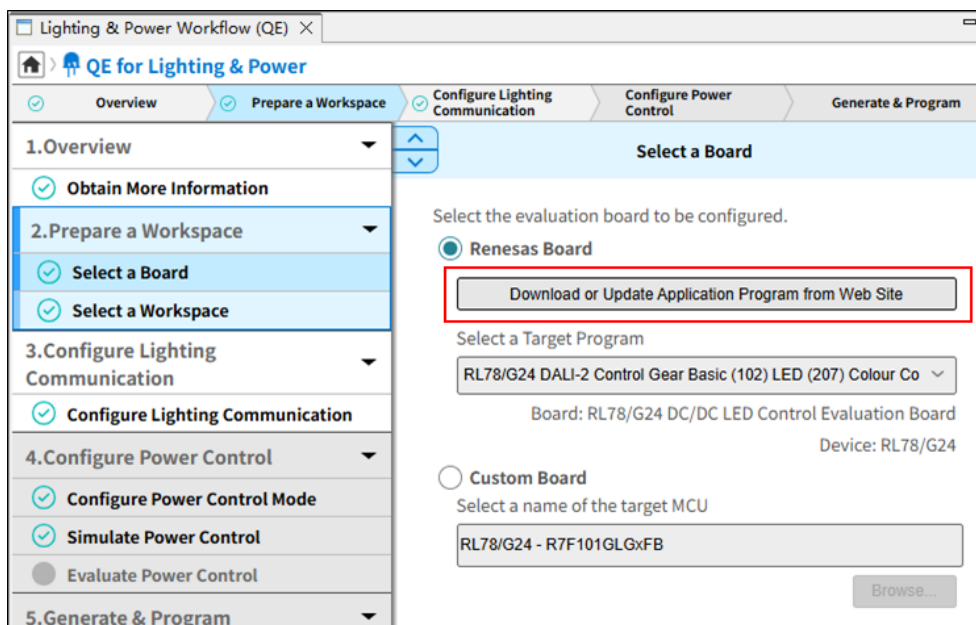 Lighting & Power Workflow (QE)
QE for Lighting & Power
Overview
Prepare a Workspace
Configure Lighting
Communication
Configure Power
Control
Generate & Program
1.Overview
Obtain More Information
2.Prepare a Workspace
Select a Board
Select a Workspace
3.Configure Lighting
Communication
Configure Lighting Communication
4.Configure Power Control
Configure Power Control Mode
Simulate Power Control
Evaluate Power Control
5.Generate & Program
Select a Board
Select the evaluation board to be configured.
Renesas Board
Download or Update Application Program from Web Site
Select a Target Program
RL78/G24 DALI-2 Control Gear Basic (102) LED (207) Colour Co
Board: RL78/G24 DC/DC LED Control Evaluation Board
Device: RL78/G24
Custom Board
Select a name of the target MCU
RL78/G24 - R7F101GLGxFB
Browse...